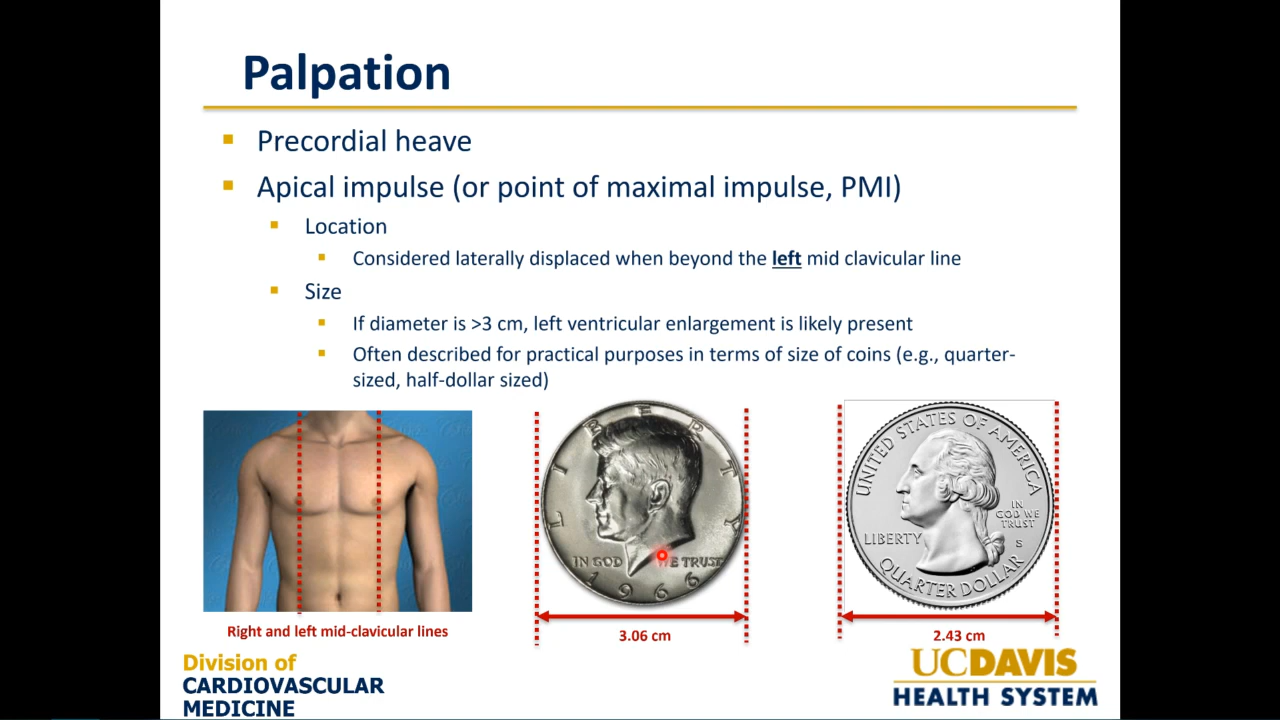 Palpation
Precordial heave
Apical impulse (or point of maximal impulse, PMI)
Location
Considered laterally displaced when beyond the left mid clavicular line
Size
If diameter is >3 cm, left ventricular enlargement is likely present
Often described for practical purposes in terms of size of coins (e.g., quarter-
sized, half-dollar sized)
LIBERTY
IN GOD WE TRUST
1966
UNITED STATES OF AMERICA
IN
GOD WE
TRUST
LIBERTY
S
QUARTER DOLLAR
Right and left mid-clavicular lines
3.06 cm
2.43 cm
Division of
CARDIOVASCULAR
MEDICINE
UCDAVIS
HEALTH SYSTEM